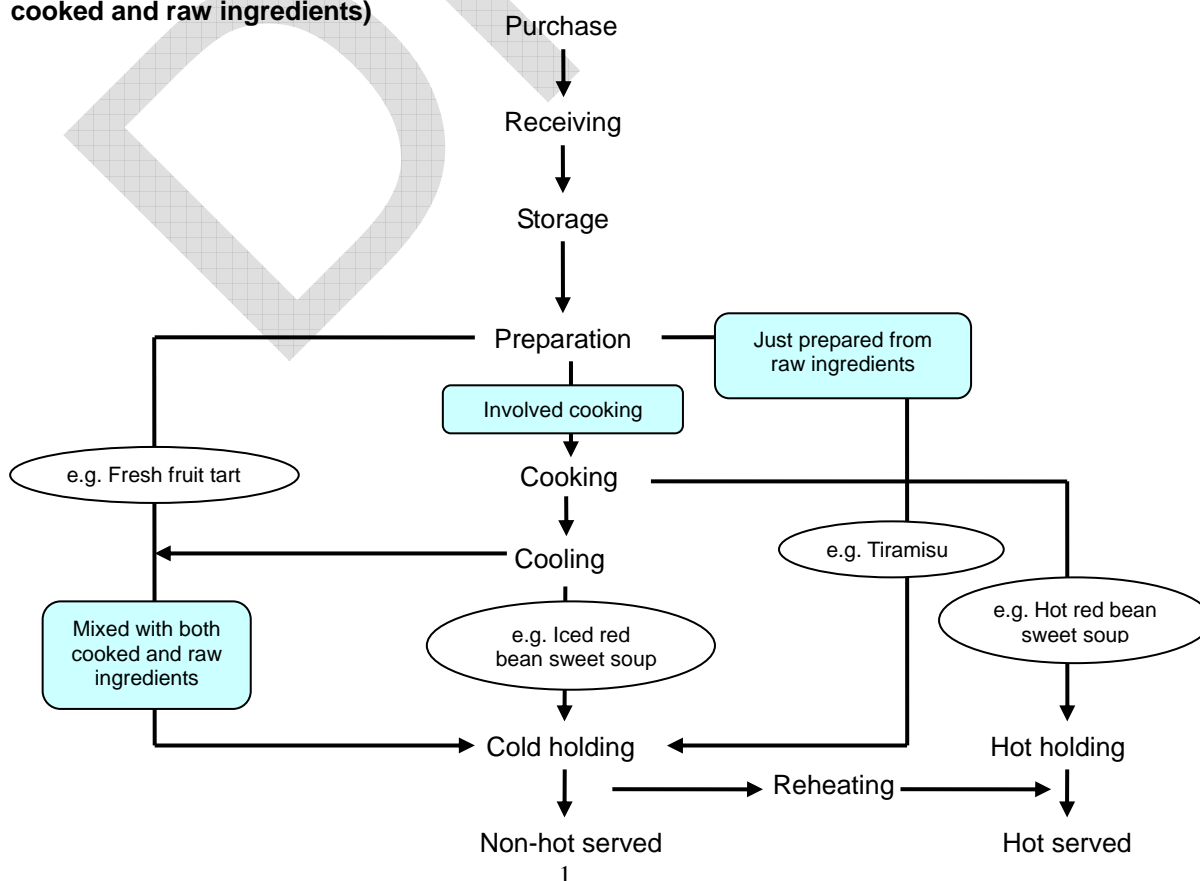 cooked and raw ingredients)
Purchase
Receiving
Storage
Preparation
Just prepared from
raw ingredients
Involved cooking
e.g. Fresh fruit tart
Cooking
Cooling
e.g. Tiramisu
Mixed with both
cooked and raw
ingredients
e.g. Iced red
bean sweet soup
e.g. Hot red bean
sweet soup
Cold holding
Hot holding
Reheating
Non-hot served
Hot served
1